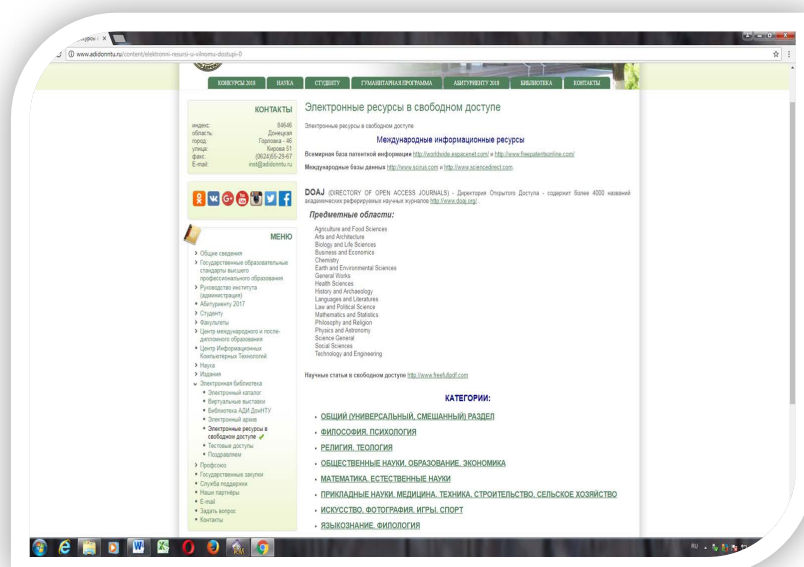 www.adidonntu.ru/content/elektronni-resursi-u-vilnomu-dostupi-0
КОНКУРСЫ 2018 НАУКА СТУДЕНТУ ГУМАНИТАРНАЯ ПРОГРАММА АБИТУРИЕНТУ 2018 БИБЛИОТЕКА КОНТАКТЫ
КОНТАКТЫ
индекс: 84646
область: Донецкая
город: Горловка - 46
улица: Кирова 51
факс: (0624)55-29-67
E-mail: inst@adidonntu.ru
МЕНЮ
Общие сведения
Государственные образовательные
стандарты высшего
профессионального образования
Руководство института
(администрация)
Абитуриенту 2017
Студенту
Факультеты
Центр международного и после-
дипломного образования
Центр Информационных
Компьютерных Технологий
Наука
Издания
Электронная библиотека
Электронный каталог
Виртуальные выставки
Библиотека АДИ ДонНТУ
Электронный архив
Электронные ресурсы в
свободном доступе
Тестовые доступы
Поздравляем
Профсоюз
Государственные закупки
Служба поддержки
Наши партнёры
E-mail
Задать вопрос
Контакты
Электронные ресурсы в свободном доступе
Электронные ресурсы в свободном доступе
Международные информационные ресурсы
Всемирная база патентной информации http://worldwide.espacenet.com/ и http://www.freepatentsonline.com/
Международные базы данных http://www.scirus.com и http://www.sciencedirect.com
DOAJ (DIRECTORY OF OPEN ACCESS JOURNALS) - Директория Открытого Доступа - содержит более 4000 названий
академических реферируемых научных журналов http://www.doaj.org/
Предметные области:
Agriculture and Food Sciences
Arts and Architecture
Biology and Life Sciences
Business and Economics
Chemistry
Earth and Environmental Sciences
General Works
Health Sciences
History and Archaeology
Languages and Literatures
Law and Political Science
Mathematics and Statistics
Philosophy and Religion
Physics and Astronomy
Science General
Social Sciences
Technology and Engineering
Научные статьи в свободном доступе http://www.freefullpdf.com
КАТЕГОРИИ:
ОБЩИЙ (УНИВЕРСАЛЬНЫЙ, СМЕШАННЫЙ) РАЗДЕЛ
ФИЛОСОФИЯ. ПСИХОЛОГИЯ
РЕЛИГИЯ. ТЕОЛОГИЯ
ОБЩЕСТВЕННЫЕ НАУКИ. ОБРАЗОВАНИЕ. ЭКОНОМИКА
МАТЕМАТИКА. ЕСТЕСТВЕННЫЕ НАУКИ
ПРИКЛАДНЫЕ НАУКИ. МЕДИЦИНА. ТЕХНИКА. СТРОИТЕЛЬСТВО. СЕЛЬСКОЕ ХОЗЯЙСТВО
ИСКУССТВО. ФОТОГРАФИЯ. ИГРЫ. СПОРТ
ЯЗЫКОЗНАНИЕ. ФИЛОЛОГИЯ
RU